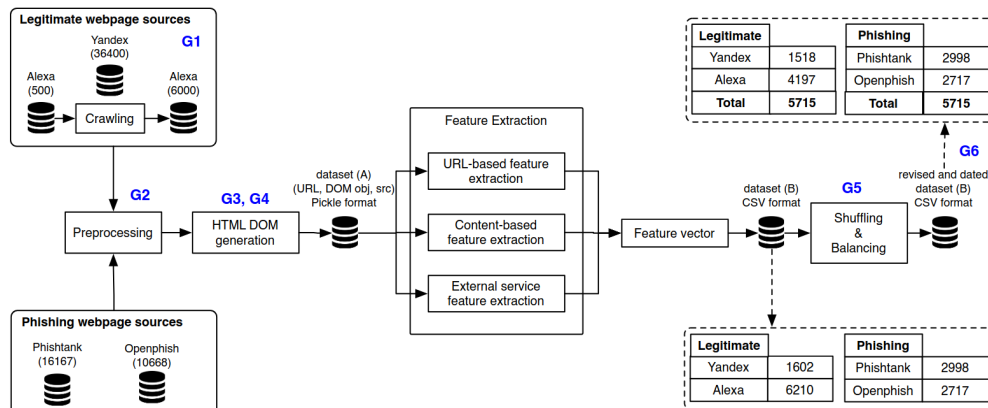 Legitimate webpage sources
G1
Yandex
(36400)
Alexa
(500)
Alexa
(6000)
Crawling
G2
Preprocessing
Phishing webpage sources
Phishtank
(16167)
Openphish
(10668)
G3, G4
HTML DOM
generation
dataset (A)
(URL, DOM obj, src)
Pickle format
Feature Extraction
URL-based feature
extraction
Content-based
feature extraction
External service
feature extraction
Feature vector
dataset (B)
CSV format
G5
Shuffling
&
Balancing
G6
revised and dated
dataset (B)
CSV format
Legitimate
Yandex 1518
Alexa 4197
Total 5715
Phishing
Phishtank 2998
Openphish 2717
Total 5715
Legitimate
Yandex 1602
Alexa 6210
Phishing
Phishtank 2998
Openphish 2717